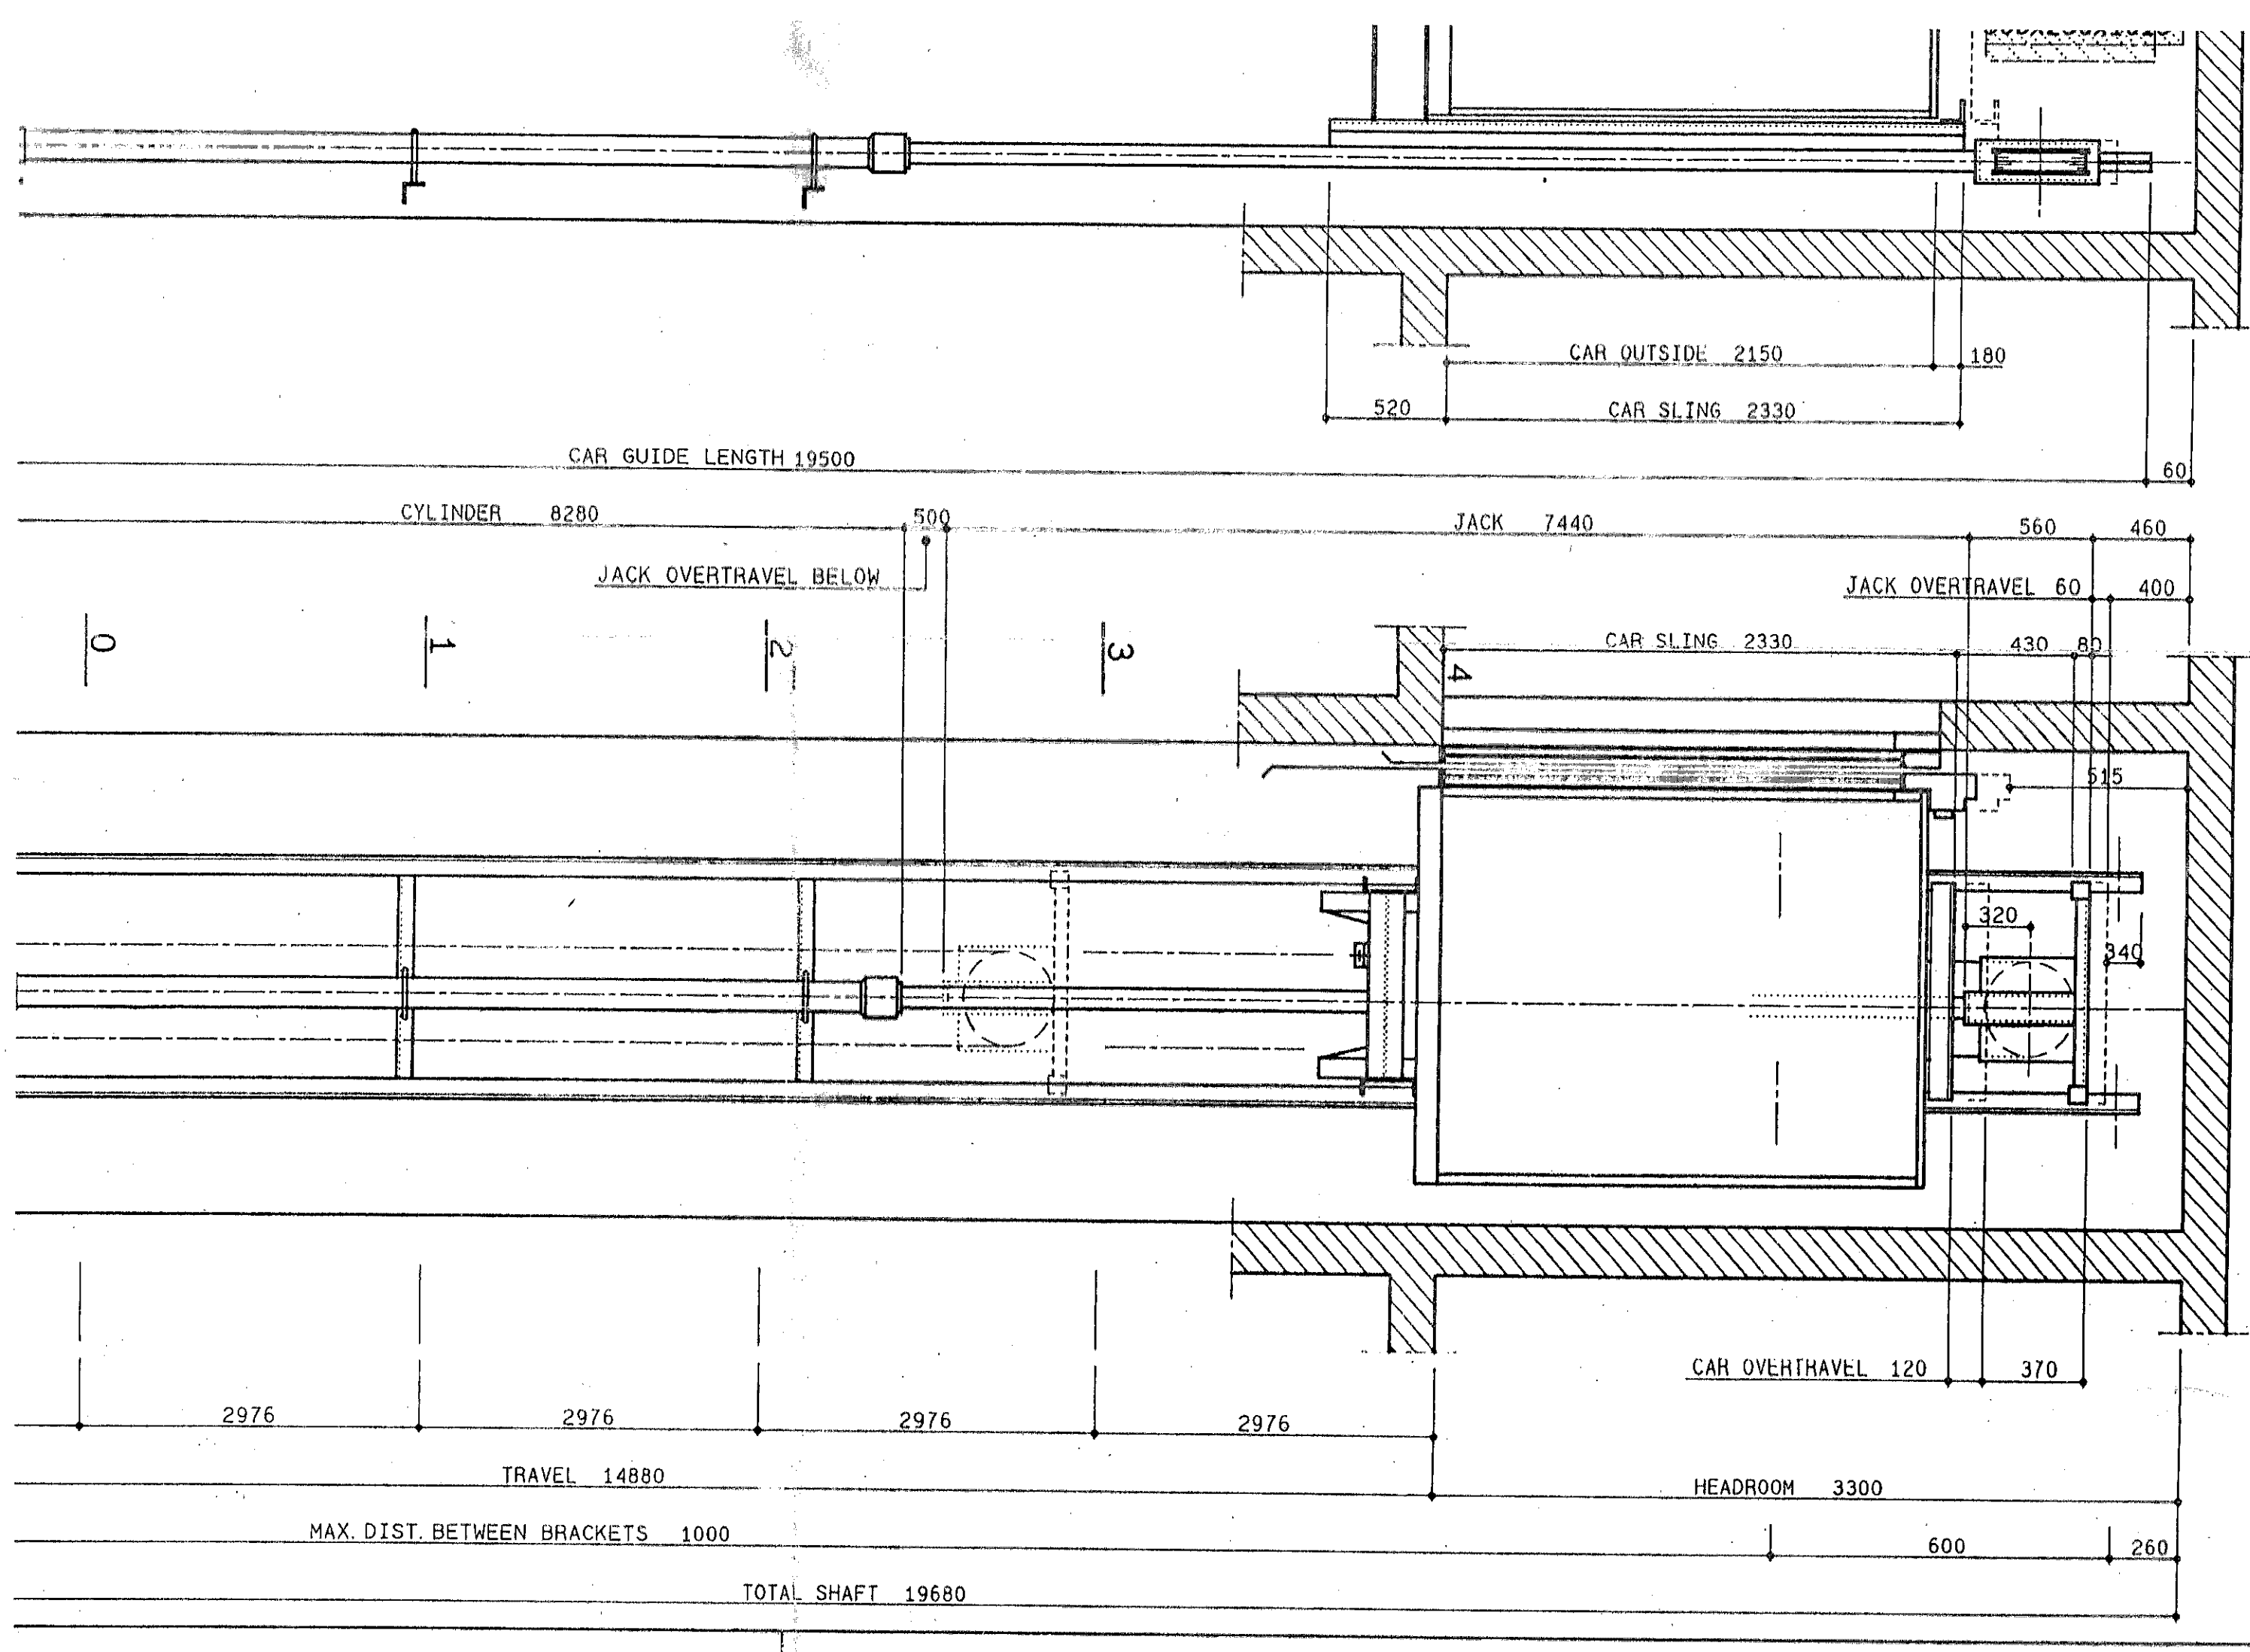 CAR OUTSIDE 2150
180
520
CAR SLING 2330
CAR GUIDE LENGTH 19500
60
CYLINDER 8280
500
JACK 7440
560
460
JACK OVERTRAVEL BELOW
JACK OVERTRAVEL 60
400
0
1
2
3
4
CAR SLING 2330
430
80
515
320
340
CAR OVERTRAVEL 120
370
2976
2976
2976
2976
TRAVEL 14880
HEADROOM 3300
MAX. DIST. BETWEEN BRACKETS 1000
600
260
TOTAL SHAFT 19680